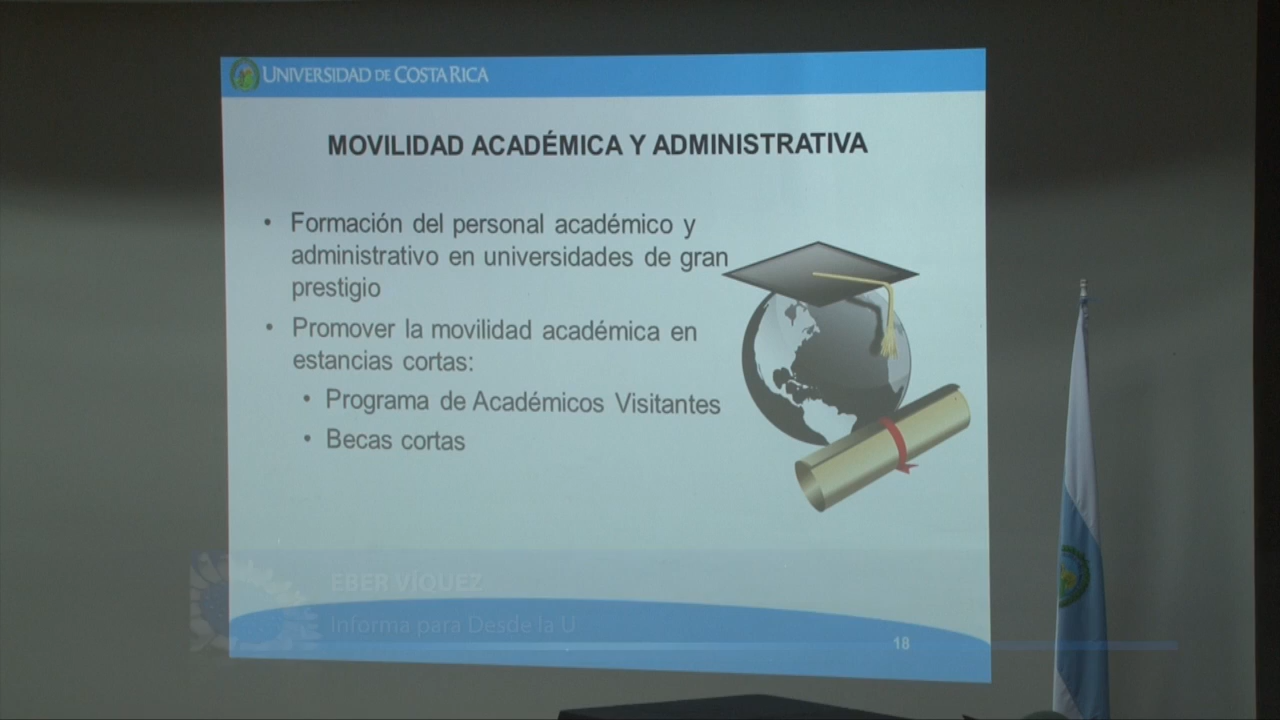 UNIVERSIDAD DE COSTA RICA
MOVILIDAD ACADÉMICA Y ADMINISTRATIVA
• Formación del personal académico y
administrativo en universidades de gran
prestigio
• Promover la movilidad académica en
estancias cortas:
• Programa de Académicos Visitantes
• Becas cortas
EBER VÍQUEZ
Informa para Desde la U
18